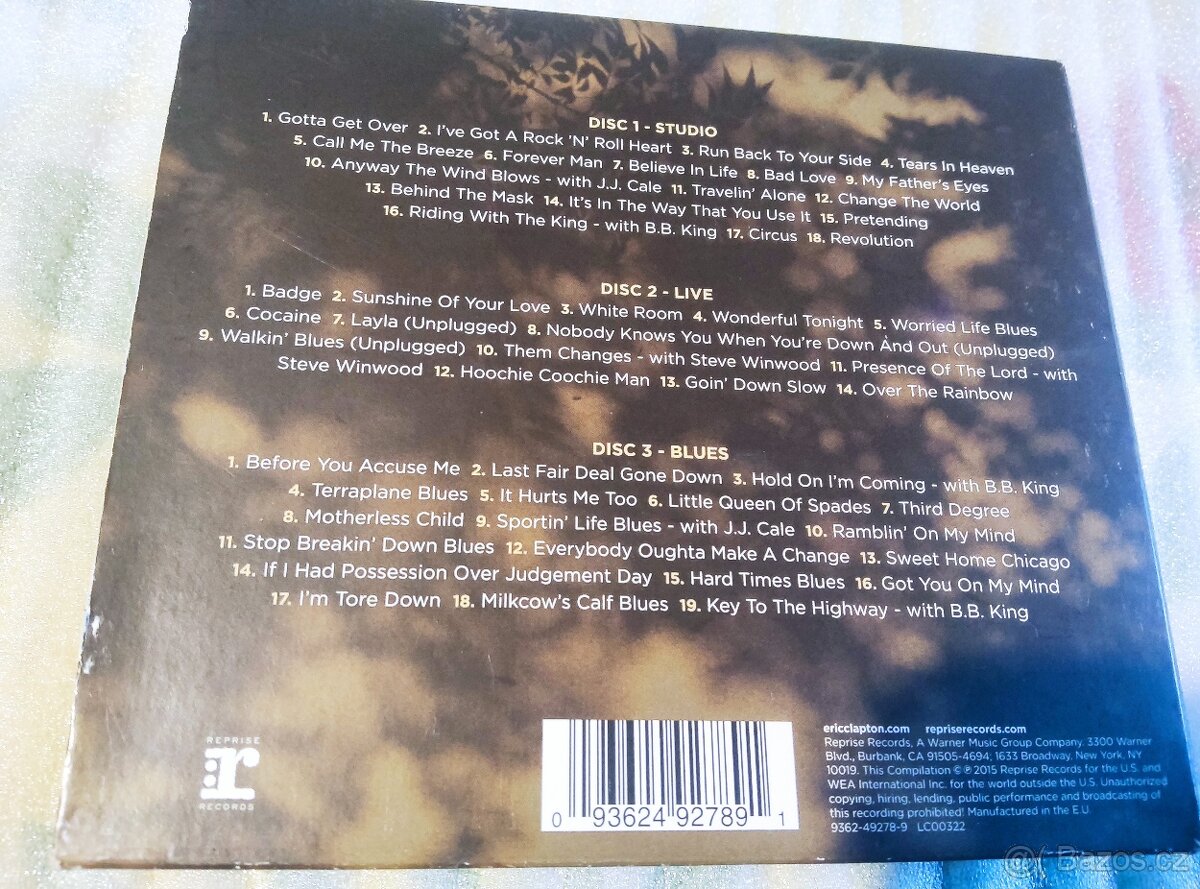 DISC 1 - STUDIO
1. Gotta Get Over 2. I've Got A Rock 'N' Roll Heart 3. Run Back To Your Side 4. Tears In Heaven
5. Call Me The Breeze 6. Forever Man 7. Believe In Life 8. Bad Love 9. My Father's Eyes
10. Anyway The Wind Blows - with J.J. Cale 11. Travelin' Alone 12. Change The World
13. Behind The Mask 14. It's In The Way That You Use It 15. Pretending
16. Riding With The King - with B.B. King 17. Circus 18. Revolution
DISC 2 - LIVE
1. Badge 2. Sunshine Of Your Love 3. White Room 4. Wonderful Tonight 5. Worried Life Blues
6. Cocaine 7. Layla (Unplugged) 8. Nobody Knows You When You're Down And Out (Unplugged)
9. Walkin' Blues (Unplugged) 10. Them Changes - with Steve Winwood 11. Presence Of The Lord - with
Steve Winwood 12. Hoochie Coochie Man 13. Goin' Down Slow 14. Over The Rainbow
DISC 3 - BLUES
1. Before You Accuse Me 2. Last Fair Deal Gone Down 3. Hold On I'm Coming - with B.B. King
4. Terraplane Blues 5. It Hurts Me Too 6. Little Queen Of Spades 7. Third Degree
8. Motherless Child 9. Sportin' Life Blues - with J.J. Cale 10. Ramblin' On My Mind
11. Stop Breakin' Down Blues 12. Everybody Oughta Make A Change 13. Sweet Home Chicago
14. If I Had Possession Over Judgement Day 15. Hard Times Blues 16. Got You On My Mind
17. I'm Tore Down 18. Milkcow's Calf Blues 19. Key To The Highway - with B.B. King
REPRISE
r
RECORDS
0 93624 92789 1
ericclapton.com repriserecords.com
Reprise Records, A Warner Music Group Company. 3300 Warner
Blvd., Burbank, CA 91505-4694; 1633 Broadway, New York, NY
10019. This Compilation ©℗ 2015 Reprise Records for the U.S. and
WEA International Inc. for the world outside the U.S. Unauthorized
copying, hiring, lending, public performance and broadcasting of
this recording prohibited! Manufactured in the E.U.
9362-49278-9 LC00322
Bazos.cz